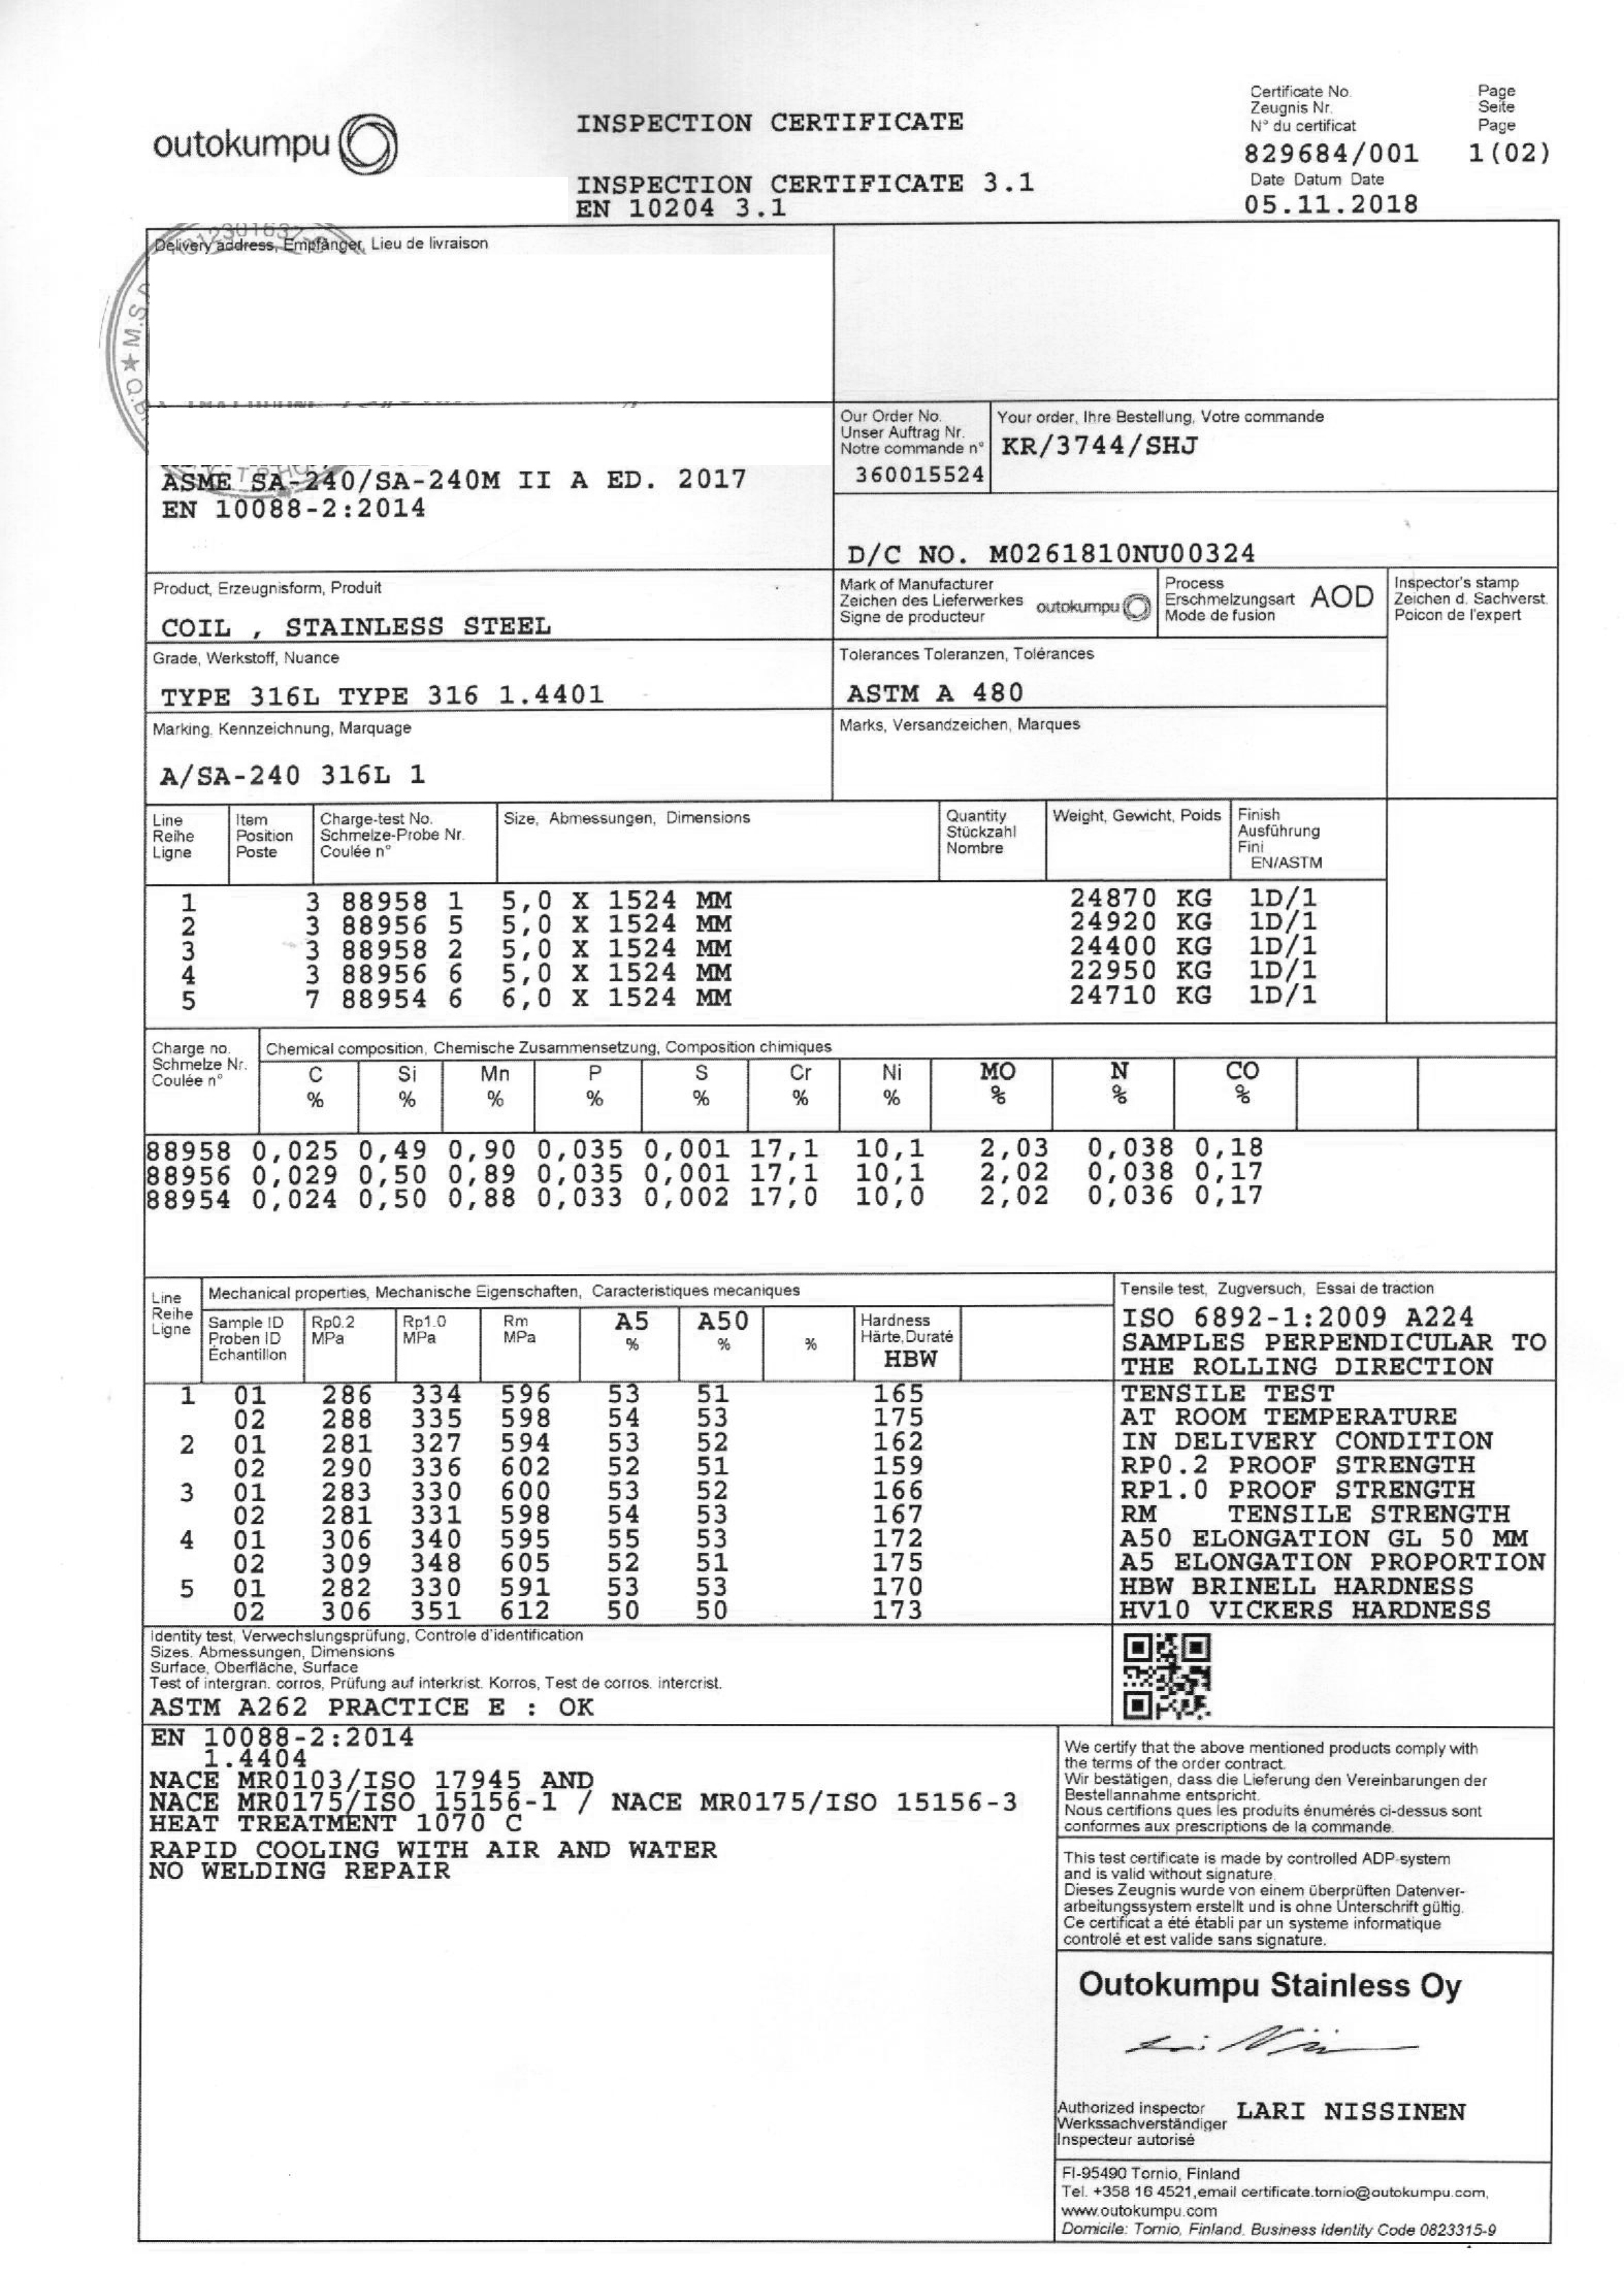 outokumpu
INSPECTION CERTIFICATE
INSPECTION CERTIFICATE 3.1
EN 10204 3.1
Certificate No.
Zeugnis Nr.
N° du certificat
829684/001
Page
Seite
Page
1(02)
Date Datum Date
05.11.2018
Delivery address, Empfänger, Lieu de livraison
Our Order No.
Unser Auftrag Nr.
Notre commande n°
360015524
Your order, Ihre Bestellung, Votre commande
KR/3744/SHJ
ASME SA-240/SA-240M II A ED. 2017
EN 10088-2:2014
D/C NO. M0261810NU00324
Product, Erzeugnisform, Produit
COIL , STAINLESS STEEL
Mark of Manufacturer
Zeichen des Lieferwerkes
Signe de producteur
outokumpu
Process
Erschmelzungsart
Mode de fusion
AOD
Inspector's stamp
Zeichen d. Sachverst.
Poicon de l'expert
Grade, Werkstoff, Nuance
TYPE 316L TYPE 316 1.4401
Tolerances Toleranzen, Tolérances
ASTM A 480
Marking, Kennzeichnung, Marquage
A/SA-240 316L 1
Marks, Versandzeichen, Marques
Line Reihe Ligne
Item Position Poste
Charge-test No. Schmelze-Probe Nr. Coulée n°
Size, Abmessungen, Dimensions
Quantity Stückzahl Nombre
Weight, Gewicht, Poids
Finish Ausführung Fini EN/ASTM
1 3 88958 1 5,0 X 1524 MM 24870 KG 1D/1
2 3 88956 5 5,0 X 1524 MM 24920 KG 1D/1
3 3 88958 2 5,0 X 1524 MM 24400 KG 1D/1
4 3 88956 6 5,0 X 1524 MM 22950 KG 1D/1
5 7 88954 6 6,0 X 1524 MM 24710 KG 1D/1
Charge no.
Schmelze Nr.
Coulée n°
Chemical composition, Chemische Zusammensetzung, Composition chimiques
C Si Mn P S Cr Ni MO N CO
% % % % % % % % % %
88958 0,025 0,49 0,90 0,035 0,001 17,1 10,1 2,03 0,038 0,18
88956 0,029 0,50 0,89 0,035 0,001 17,1 10,1 2,02 0,038 0,17
88954 0,024 0,50 0,88 0,033 0,002 17,0 10,0 2,02 0,036 0,17
Line Reihe Ligne
Mechanical properties, Mechanische Eigenschaften, Caracteristiques mecaniques
Sample ID Proben ID Échantillon
Rp0.2 MPa
Rp1.0 MPa
Rm MPa
A5 %
A50 %
%
Hardness Härte,Duraté HBW
1 01 286 334 596 53 51 165
02 288 335 598 54 53 175
2 01 281 327 594 53 52 162
02 290 336 602 52 51 159
3 01 283 330 600 53 52 166
02 281 331 598 54 53 167
4 01 306 340 595 55 53 172
02 309 348 605 52 51 175
5 01 282 330 591 53 53 170
02 306 351 612 50 50 173
Tensile test, Zugversuch, Essai de traction
ISO 6892-1:2009 A224
SAMPLES PERPENDICULAR TO
THE ROLLING DIRECTION
TENSILE TEST
AT ROOM TEMPERATURE
IN DELIVERY CONDITION
RP0.2 PROOF STRENGTH
RP1.0 PROOF STRENGTH
RM TENSILE STRENGTH
A50 ELONGATION GL 50 MM
A5 ELONGATION PROPORTION
HBW BRINELL HARDNESS
HV10 VICKERS HARDNESS
Identity test, Verwechslungsprüfung, Controle d'identification
Sizes. Abmessungen, Dimensions
Surface, Oberfläche, Surface
Test of intergran. corros, Prüfung auf interkrist. Korros, Test de corros. intercrist.
ASTM A262 PRACTICE E : OK
EN 10088-2:2014
1.4404
NACE MR0103/ISO 17945 AND
NACE MR0175/ISO 15156-1 / NACE MR0175/ISO 15156-3
HEAT TREATMENT 1070 C
RAPID COOLING WITH AIR AND WATER
NO WELDING REPAIR
We certify that the above mentioned products comply with
the terms of the order contract.
Wir bestätigen, dass die Lieferung den Vereinbarungen der
Bestellannahme entspricht.
Nous certifions ques les produits énumérés ci-dessus sont
conformes aux prescriptions de la commande.
This test certificate is made by controlled ADP-system
and is valid without signature.
Dieses Zeugnis wurde von einem überprüften Datenver-
arbeitungssystem erstellt und is ohne Unterschrift gültig.
Ce certificat a été établi par un systeme informatique
controlé et est valide sans signature.
Outokumpu Stainless Oy
Authorized inspector
Werkssachverständiger
Inspecteur autorisé
LARI NISSINEN
FI-95490 Tornio, Finland
Tel. +358 16 4521,email certificate.tornio@outokumpu.com,
www.outokumpu.com
Domicile: Tornio, Finland. Business Identity Code 0823315-9